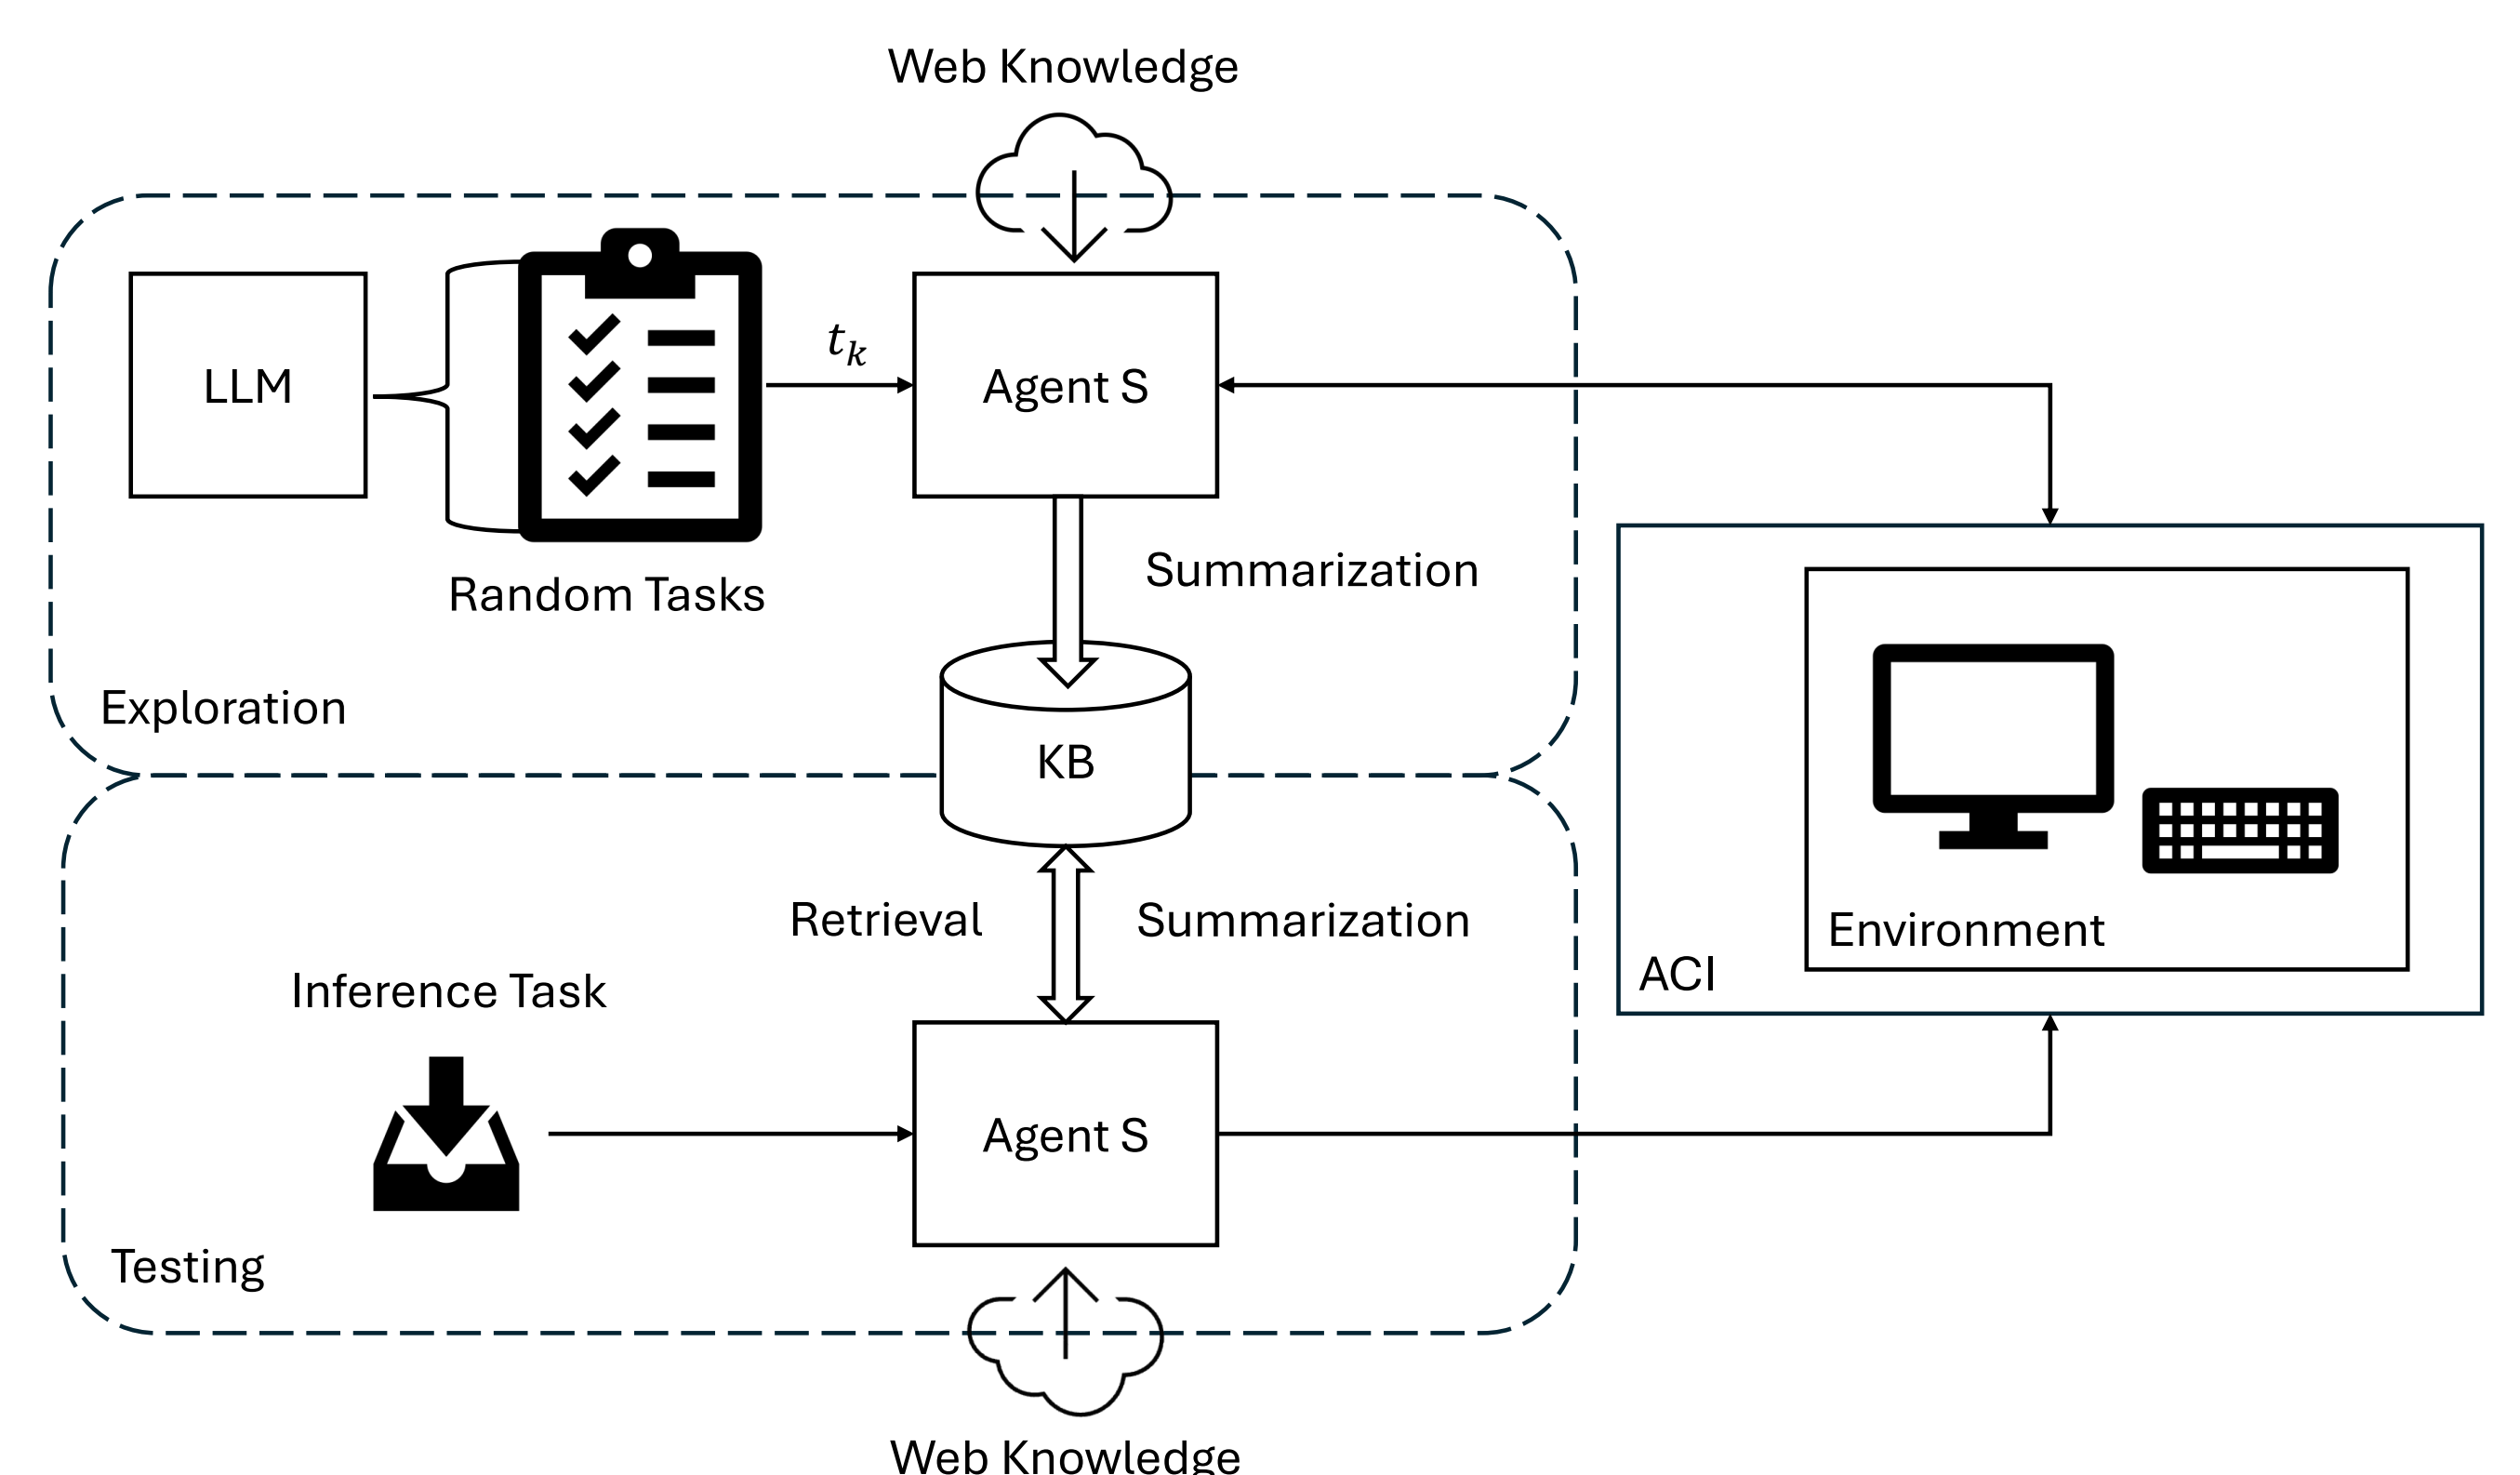 Web Knowledge
LLM
t_k
Agent S
Random Tasks
Summarization
Exploration
KB
Retrieval
Summarization
Environment
ACI
Inference Task
Agent S
Testing
Web Knowledge